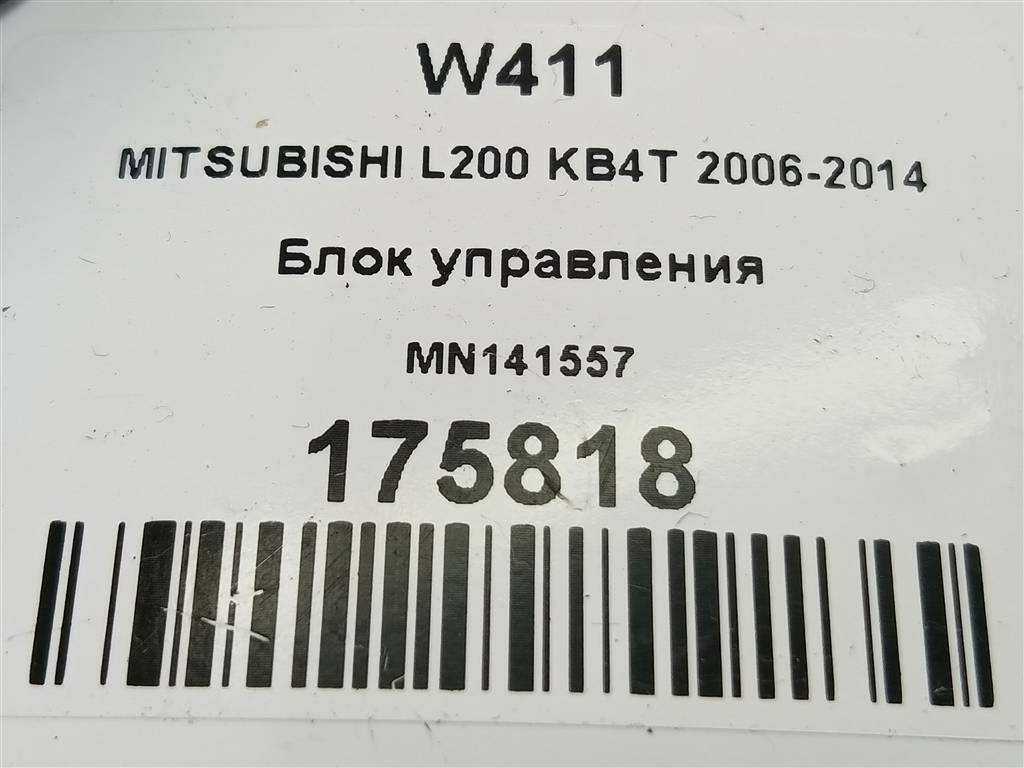 W411
MITSUBISHI L200 KB4T 2006-2014
Блок управления
MN141557
175818